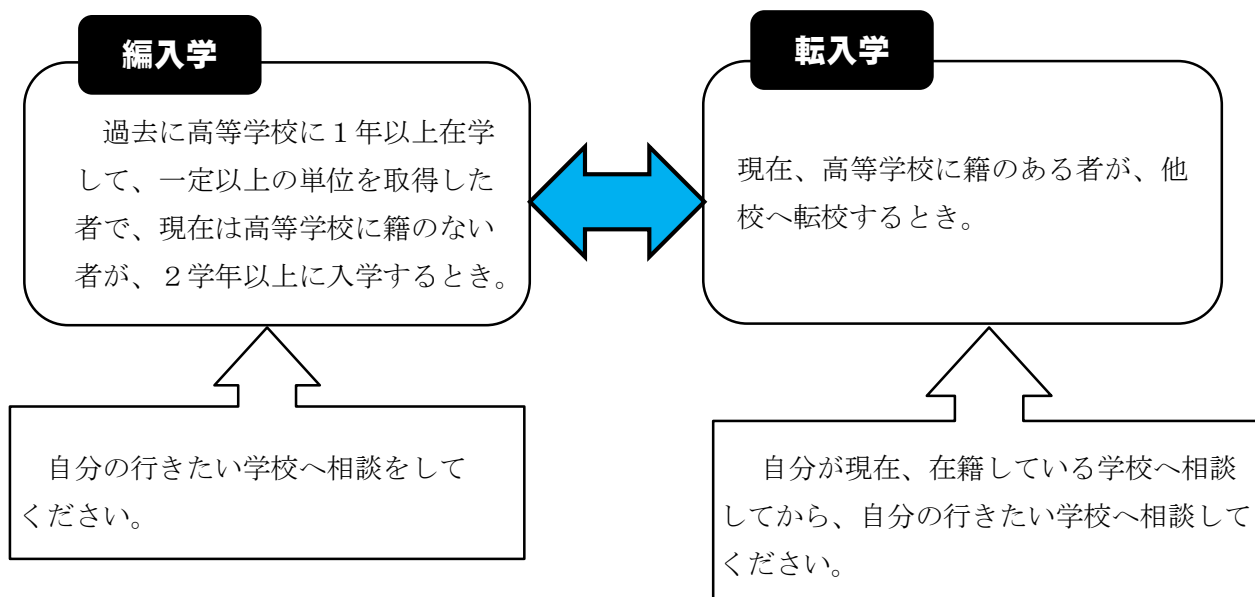 編入学
過去に高等学校に１年以上在学
して、一定以上の単位を取得した
者で、現在は高等学校に籍のない
者が、２学年以上に入学するとき。
自分の行きたい学校へ相談をして
ください。
転入学
現在、高等学校に籍のある者が、他
校へ転校するとき。
自分が現在、在籍している学校へ相談
してから、自分の行きたい学校へ相談して
ください。